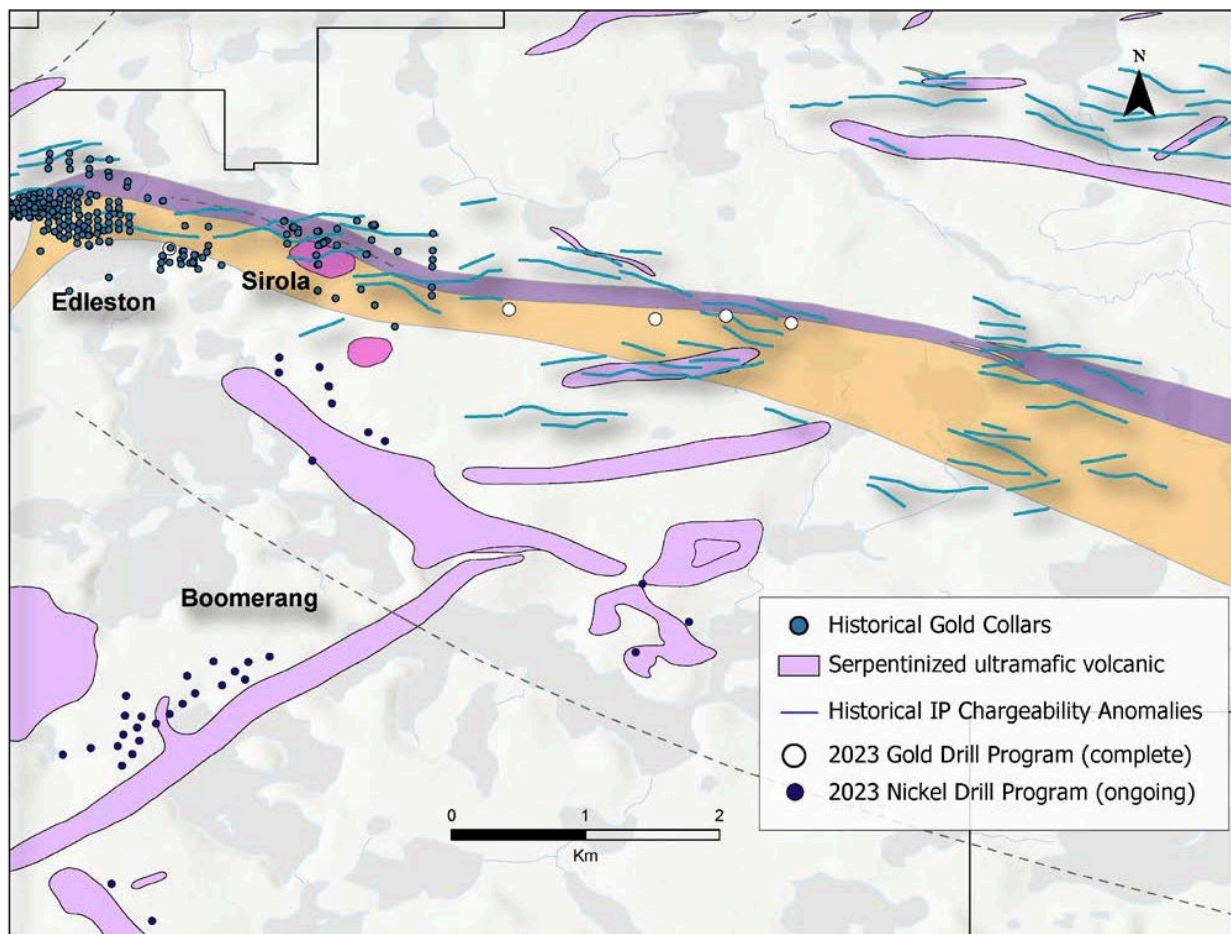 N
Sirola
Edleston
Boomerang
Historical Gold Collars
Serpentinized ultramafic volcanic
Historical IP Chargeability Anomalies
2023 Gold Drill Program (complete)
2023 Nickel Drill Program (ongoing)
0 1 2
Km